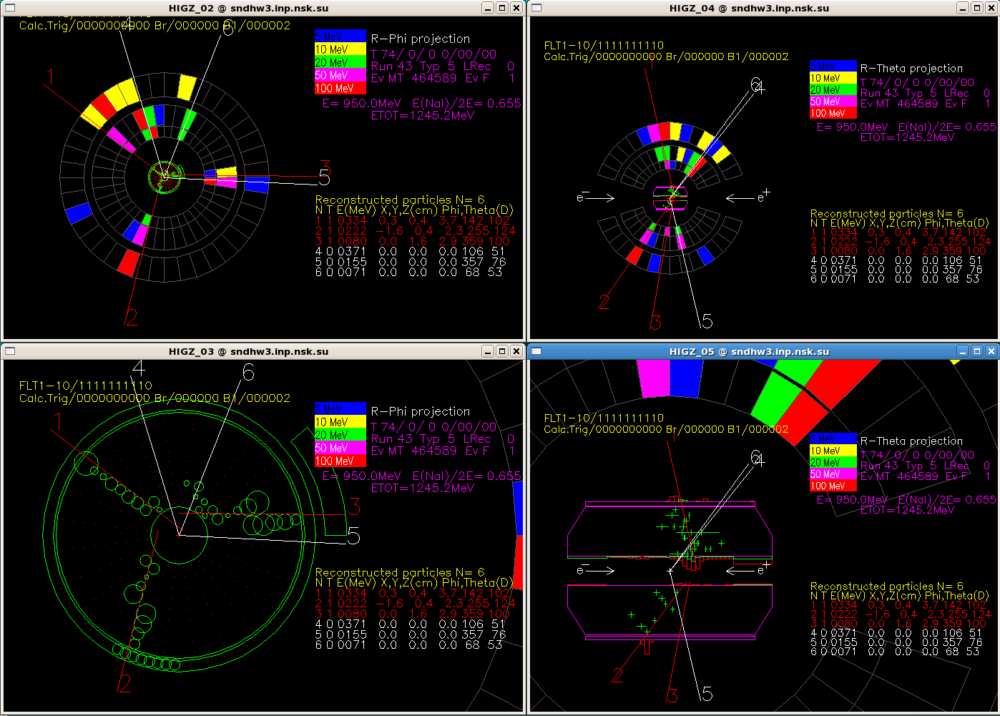 HIGZ_02 @ sndhw3.inp.nsk.su
Calc.Trig/0000000000 Br/000000 B1/000002
4
6
5 MeV
10 MeV
20 MeV
50 MeV
100 MeV
R-Phi projection
T 74/ 0/ 0 0/00/00
Run 43 Typ 5 LRec 0
Ev MT 464589 Ev F 1
E= 950.0MeV E(NaI)/2E= 0.655
ETOT=1245.2MeV
1
3
5
2
Reconstructed particles N= 6
N T E(MeV) X,Y,Z(cm) Phi,Theta(D)
1 1 0334 0.3 0.4 3.7 142 102
2 1 0222 -1.6 0.4 2.3 255 124
3 1 0080 0.0 1.6 2.9 359 100
4 0 0371 0.0 0.0 0.0 106 51
5 0 0155 0.0 0.0 0.0 357 76
6 0 0071 0.0 0.0 0.0 68 53
HIGZ_04 @ sndhw3.inp.nsk.su
FLT1-10/1111111110
Calc.Trig/0000000000 Br/000000 B1/000002
1
6
4
5 MeV
10 MeV
20 MeV
50 MeV
100 MeV
R-Theta projection
T 74/ 0/ 0 0/00/00
Run 43 Typ 5 LRec 0
Ev MT 464589 Ev F 1
E= 950.0MeV E(NaI)/2E= 0.655
ETOT=1245.2MeV
e-
e+
2
3
5
Reconstructed particles N= 6
N T E(MeV) X,Y,Z(cm) Phi,Theta(D)
1 1 0334 0.3 0.4 3.7 142 102
2 1 0222 -1.6 0.4 2.3 255 124
3 1 0080 0.0 1.6 2.9 359 100
4 0 0371 0.0 0.0 0.0 106 51
5 0 0155 0.0 0.0 0.0 357 76
6 0 0071 0.0 0.0 0.0 68 53
HIGZ_03 @ sndhw3.inp.nsk.su
4
6
FLT1-10/1111111110
Calc.Trig/0000000000 Br/000000 B1/000002
5 MeV
10 MeV
20 MeV
50 MeV
100 MeV
R-Phi projection
T 74/ 0/ 0 0/00/00
Run 43 Typ 5 LRec 0
Ev MT 464589 Ev F 1
E= 950.0MeV E(NaI)/2E= 0.655
ETOT=1245.2MeV
1
3
5
2
Reconstructed particles N= 6
N T E(MeV) X,Y,Z(cm) Phi,Theta(D)
1 1 0334 0.3 0.4 3.7 142 102
2 1 0222 -1.6 0.4 2.3 255 124
3 1 0080 0.0 1.6 2.9 359 100
4 0 0371 0.0 0.0 0.0 106 51
5 0 0155 0.0 0.0 0.0 357 76
6 0 0071 0.0 0.0 0.0 68 53
HIGZ_05 @ sndhw3.inp.nsk.su
FLT1-10/1111111110
Calc.Trig/0000000000 Br/000000 B1/000002
6
4
5 MeV
10 MeV
20 MeV
50 MeV
100 MeV
R-Theta projection
T 74/ 0/ 0 0/00/00
Run 43 Typ 5 LRec 0
Ev MT 464589 Ev F 1
E= 950.0MeV E(NaI)/2E= 0.655
ETOT=1245.2MeV
e-
e+
2
3
5
Reconstructed particles N= 6
N T E(MeV) X,Y,Z(cm) Phi,Theta(D)
1 1 0334 0.3 0.4 3.7 142 102
2 1 0222 -1.6 0.4 2.3 255 124
3 1 0080 0.0 1.6 2.9 359 100
4 0 0371 0.0 0.0 0.0 106 51
5 0 0155 0.0 0.0 0.0 357 76
6 0 0071 0.0 0.0 0.0 68 53